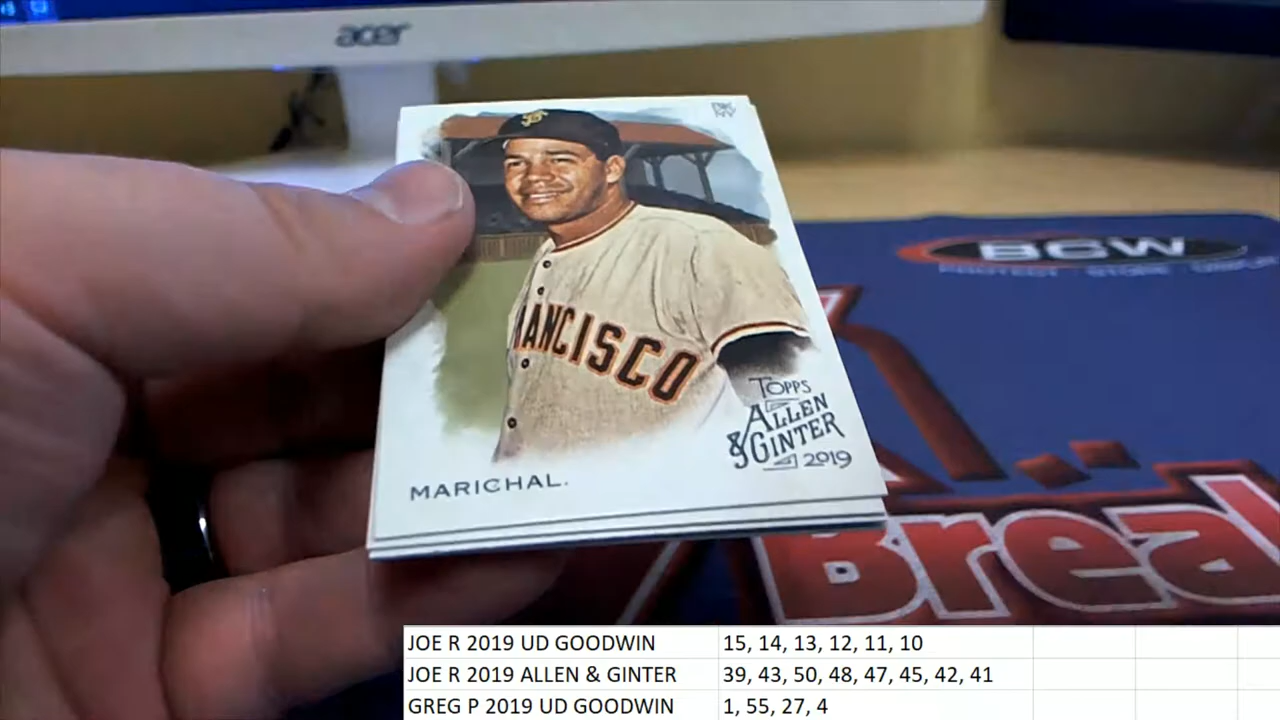 acer
MARICHAL.
ANCISCO
TOPPS
ALLEN
& GINTER
2019
BCW
Brea
JOE R 2019 UD GOODWIN 15, 14, 13, 12, 11, 10
JOE R 2019 ALLEN & GINTER 39, 43, 50, 48, 47, 45, 42, 41
GREG P 2019 UD GOODWIN 1, 55, 27, 4